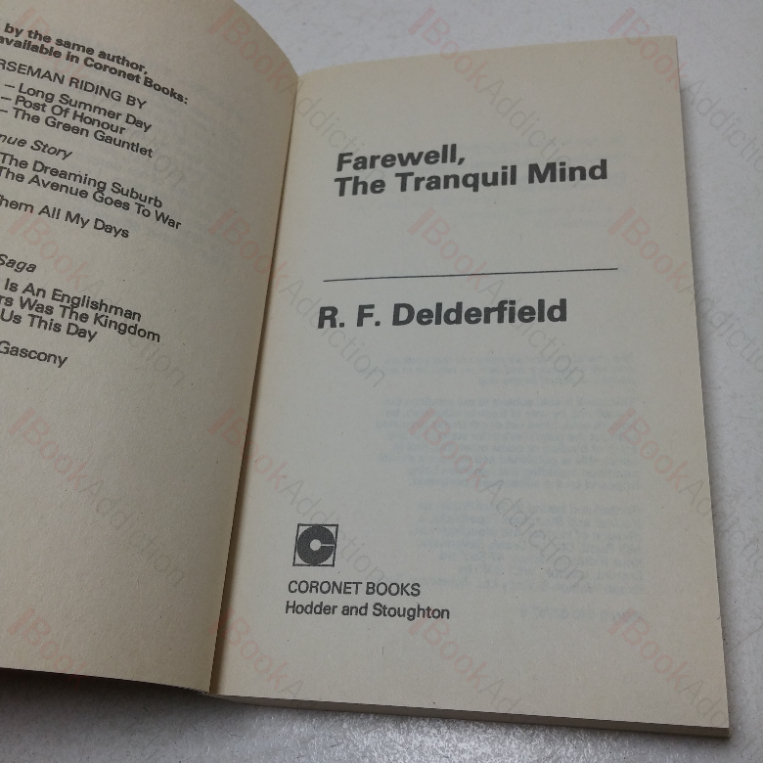 by the same author,
available in Coronet Books:
RSEMAN RIDING BY
– Long Summer Day
– Post Of Honour
– The Green Gauntlet
nue Story
The Dreaming Suburb
The Avenue Goes To War
hem All My Days
Saga
Is An Englishman
rs Was The Kingdom
Us This Day
Gascony
Farewell,
The Tranquil Mind
R. F. Delderfield
CORONET BOOKS
Hodder and Stoughton
BookAddiction